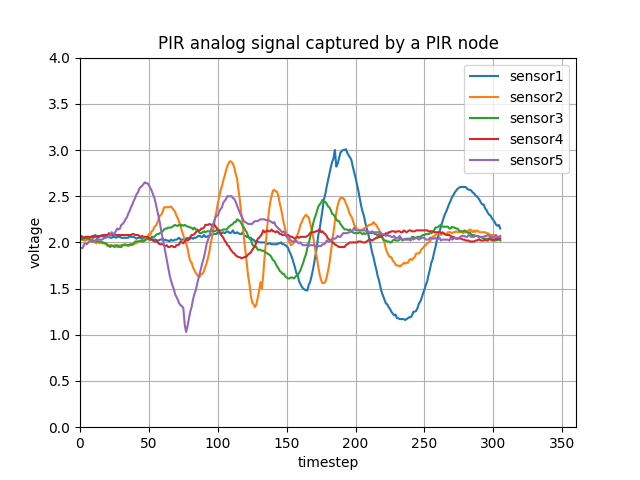 PIR analog signal captured by a PIR node
4.0
3.5
3.0
2.5
2.0
1.5
1.0
0.5
0.0
voltage
0 50 100 150 200 250 300 350
timestep
sensor1
sensor2
sensor3
sensor4
sensor5